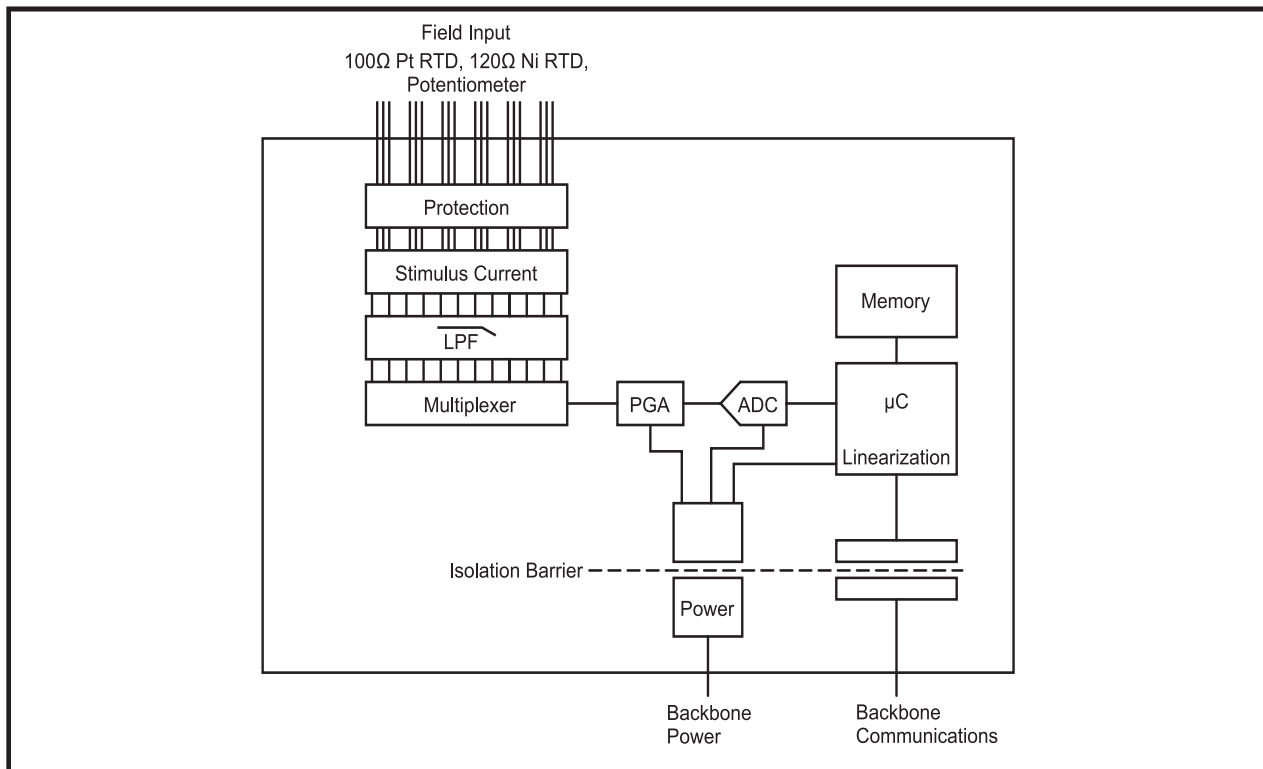 Field Input
100Ω Pt RTD, 120Ω Ni RTD,
Potentiometer
Protection
Stimulus Current
LPF
Multiplexer
PGA
ADC
Memory
µC
Linearization
Isolation Barrier
Power
Backbone
Power
Backbone
Communications